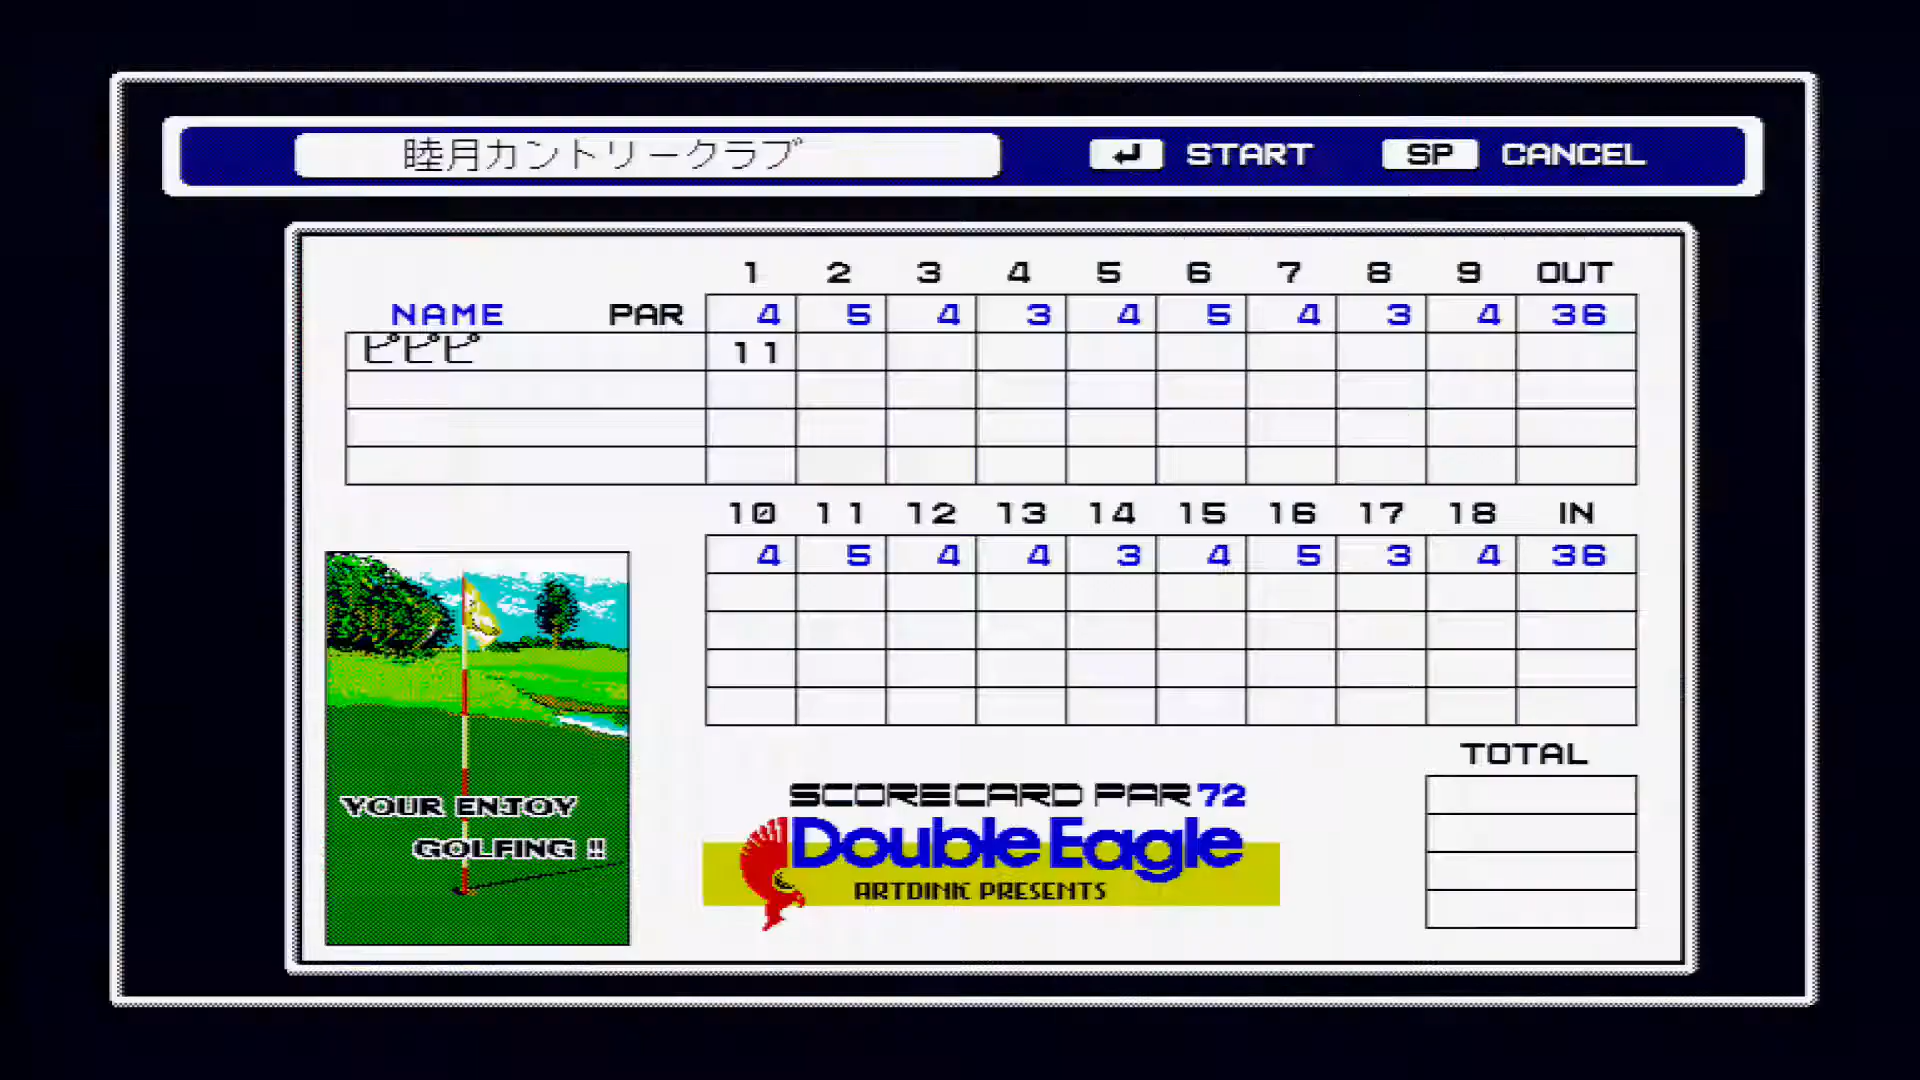 睦月カントリークラブ ↵ START SP CANCEL
1 2 3 4 5 6 7 8 9 OUT
NAME PAR 4 5 4 3 4 5 4 3 4 36
ピピピ 11
10 11 12 13 14 15 16 17 18 IN
4 5 4 4 3 4 5 3 4 36
TOTAL
YOUR ENJOY
GOLFING !!
SCORECARD PAR 72
Double Eagle
ARTDINK PRESENTS